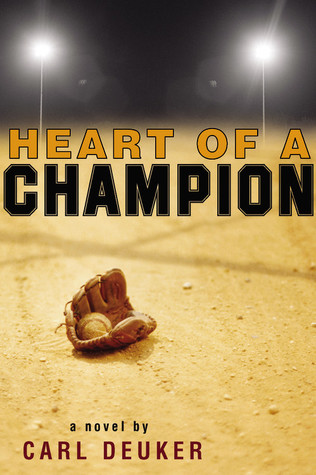 HEART OF A
CHAMPION
a novel by
CARL DEUKER